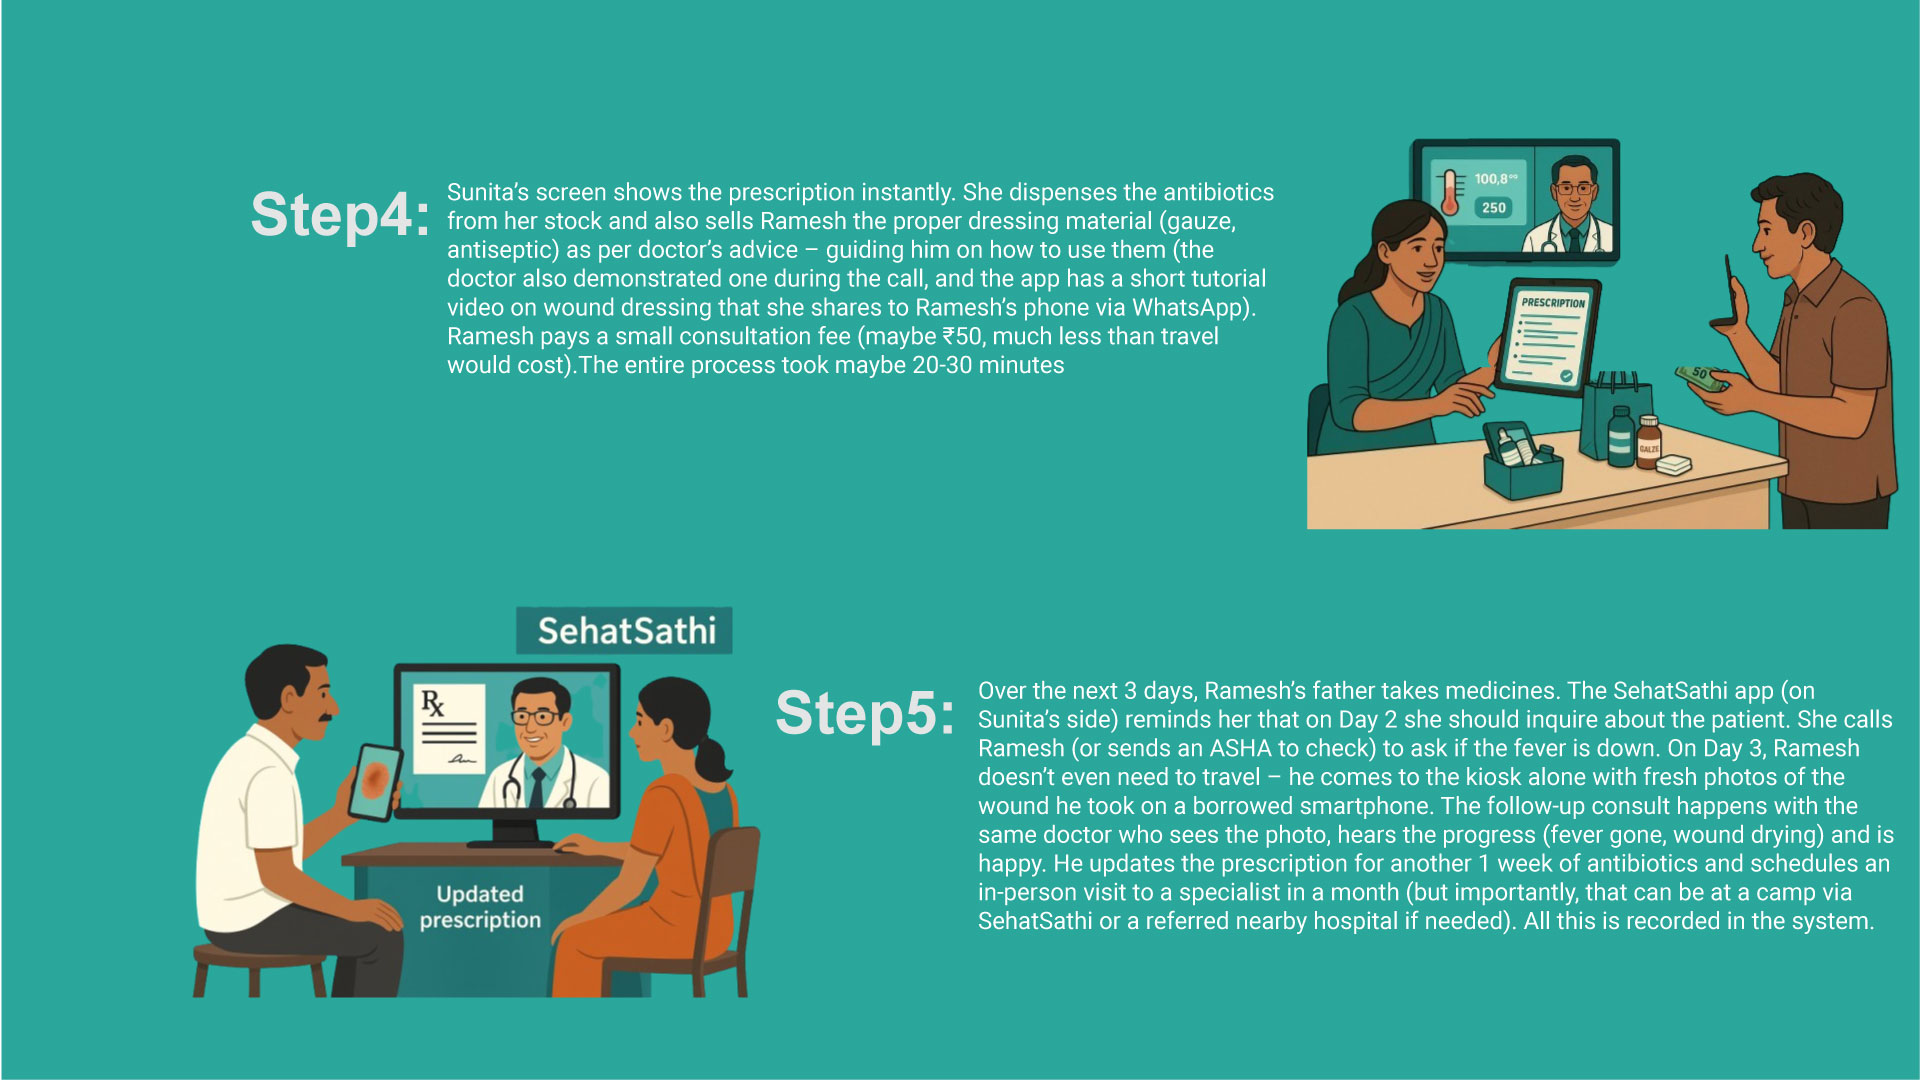 Step4:
Sunita’s screen shows the prescription instantly. She dispenses the antibiotics
from her stock and also sells Ramesh the proper dressing material (gauze,
antiseptic) as per doctor’s advice – guiding him on how to use them (the
doctor also demonstrated one during the call, and the app has a short tutorial
video on wound dressing that she shares to Ramesh’s phone via WhatsApp).
Ramesh pays a small consultation fee (maybe ₹50, much less than travel
would cost).The entire process took maybe 20-30 minutes
100,8°°
250
PRESCRIPTION
50
GALZE
SehatSathi
Rx
Updated
prescription
Step5:
Over the next 3 days, Ramesh’s father takes medicines. The SehatSathi app (on
Sunita’s side) reminds her that on Day 2 she should inquire about the patient. She calls
Ramesh (or sends an ASHA to check) to ask if the fever is down. On Day 3, Ramesh
doesn’t even need to travel – he comes to the kiosk alone with fresh photos of the
wound he took on a borrowed smartphone. The follow-up consult happens with the
same doctor who sees the photo, hears the progress (fever gone, wound drying) and is
happy. He updates the prescription for another 1 week of antibiotics and schedules an
in-person visit to a specialist in a month (but importantly, that can be at a camp via
SehatSathi or a referred nearby hospital if needed). All this is recorded in the system.